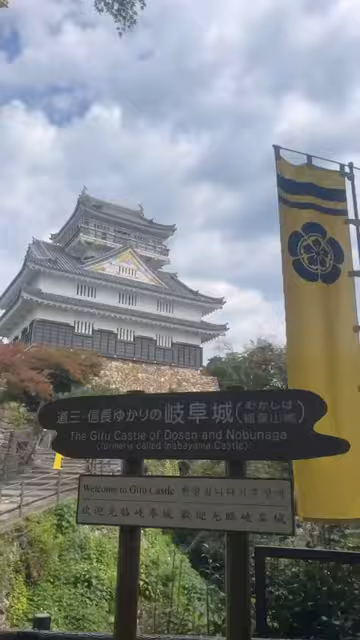 道三・信長ゆかりの岐阜城(むかしは 稲葉山城)
The Gifu Castle of Dosan and Nobunaga
(formerly called Inabayama Castle)
Welcome to Gifu Castle
欢迎光临岐阜城 歡迎光臨岐阜城